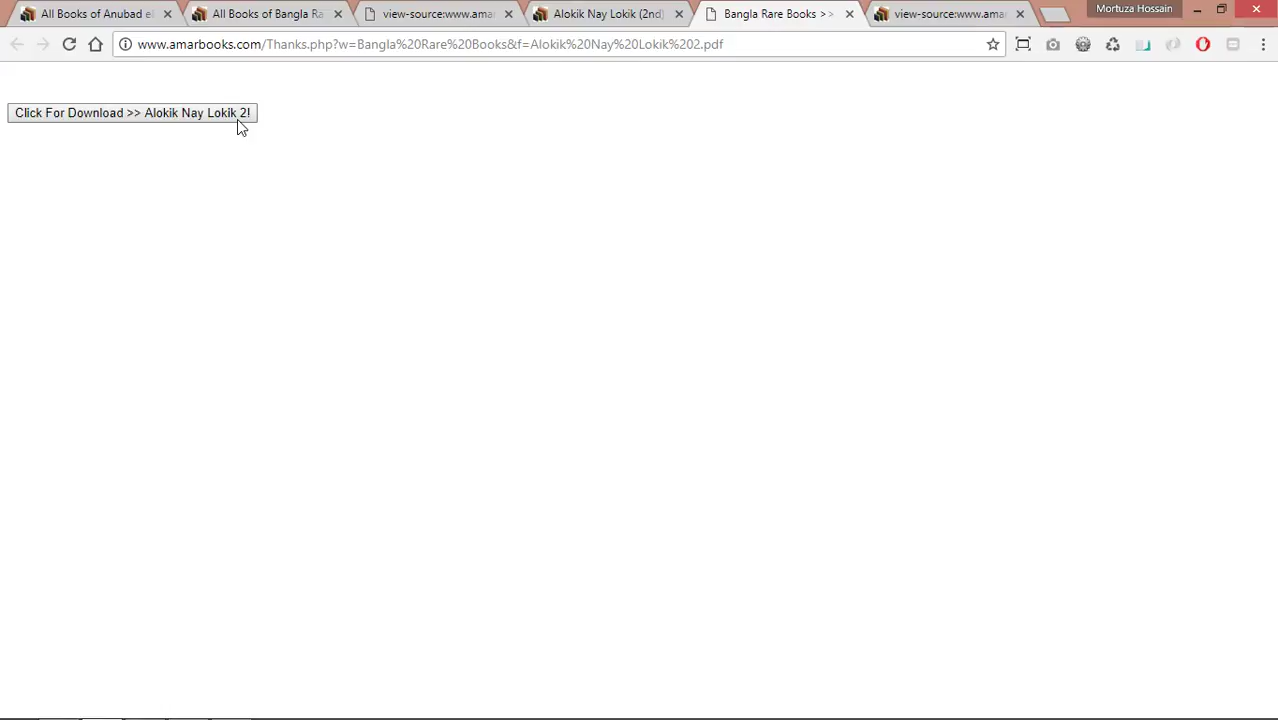 All Books of Anubad e
All Books of Bangla Ra
view-source:www.amar
Alokik Nay Lokik (2nd)
Bangla Rare Books >>
view-source:www.amar
Mortuza Hossain
www.amarbooks.com/Thanks.php?w=Bangla%20Rare%20Books&f=Alokik%20Nay%20Lokik%202.pdf
Click For Download >> Alokik Nay Lokik 2!